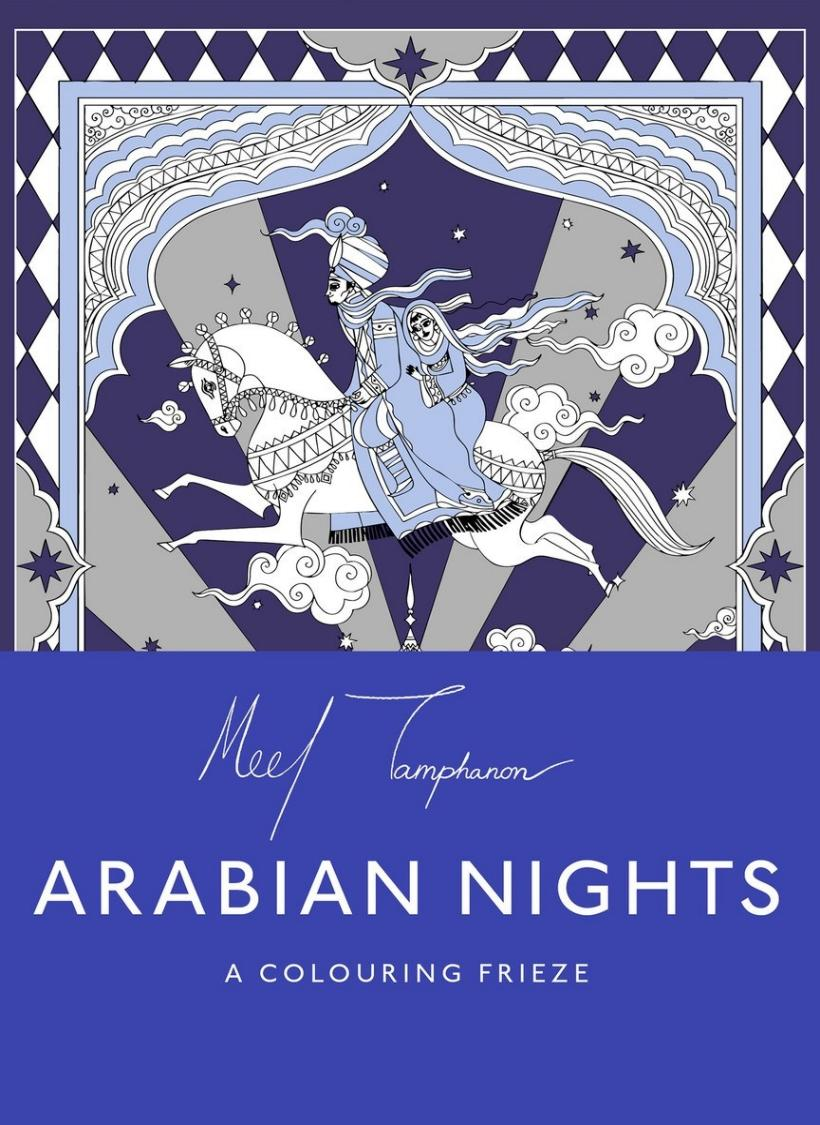 Meel Tamphanon
ARABIAN NIGHTS
A COLOURING FRIEZE